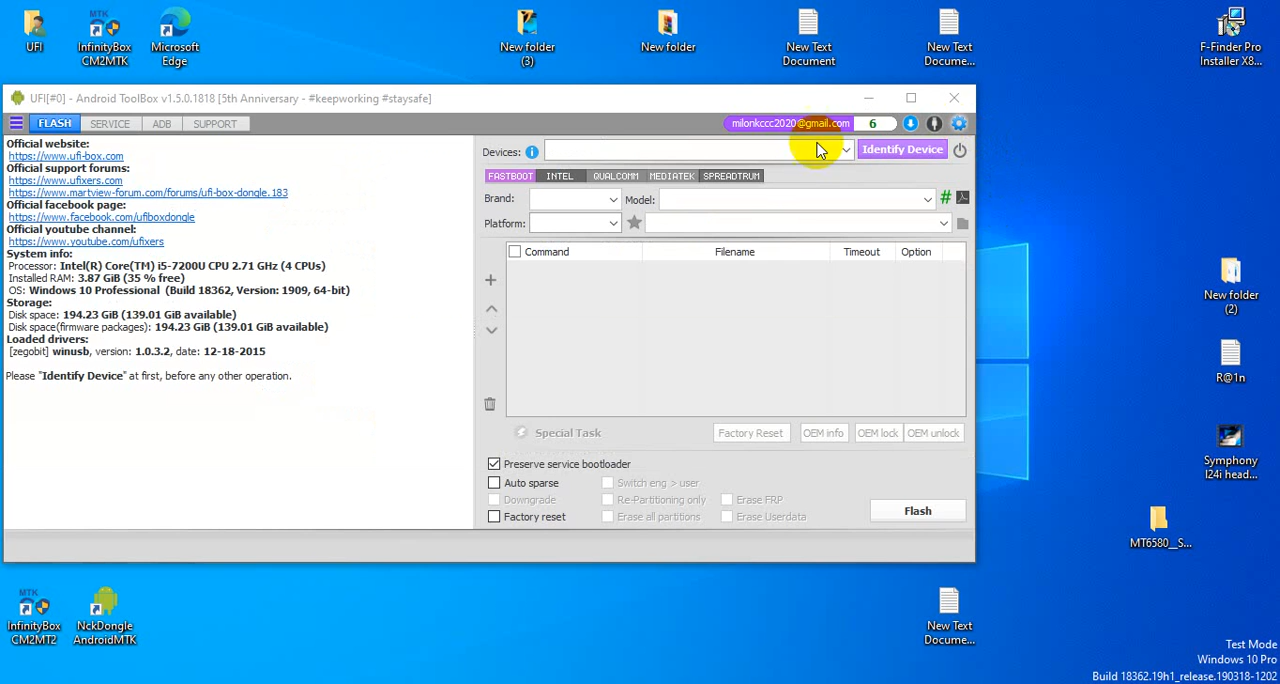 UFI
MTK
InfinityBox
CM2MTK
Microsoft
Edge
New folder
(3)
New folder
New Text
Document
New Text
Docume...
F-Finder Pro
Installer X8...
UFI[#0] - Android ToolBox v1.5.0.1818 [5th Anniversary - #keepworking #staysafe]
FLASH SERVICE ADB SUPPORT
milonkccc2020@gmail.com 6
Official website:
https://www.ufi-box.com
Official support forums:
https://www.ufixers.com
https://www.martview-forum.com/forums/ufi-box-dongle.183
Official facebook page:
https://www.facebook.com/ufiboxdongle
Official youtube channel:
https://www.youtube.com/ufixers
System info:
Processor: Intel(R) Core(TM) i5-7200U CPU 2.71 GHz (4 CPUs)
Installed RAM: 3.87 GiB (35 % free)
OS: Windows 10 Professional (Build 18362, Version: 1909, 64-bit)
Storage:
Disk space: 194.23 GiB (139.01 GiB available)
Disk space(firmware packages): 194.23 GiB (139.01 GiB available)
Loaded drivers:
[zegobit] winusb, version: 1.0.3.2, date: 12-18-2015
Please "Identify Device" at first, before any other operation.
Devices: Identify Device
FASTBOOT INTEL QUALCOMM MEDIATEK SPREADTRUM
Brand: Model: #
Platform:
Command Filename Timeout Option
Special Task Factory Reset OEM info OEM lock OEM unlock
Preserve service bootloader
Auto sparse Switch eng > user
Downgrade Re-Partitioning only Erase FRP
Factory reset Erase all partitions Erase Userdata
Flash
New folder
(2)
R@1n
Symphony
I24i head...
MT6580__S...
MTK
InfinityBox
CM2MT2
NckDongle
AndroidMTK
New Text
Docume...
Test Mode
Windows 10 Pro
Build 18362.19h1_release.190318-1202